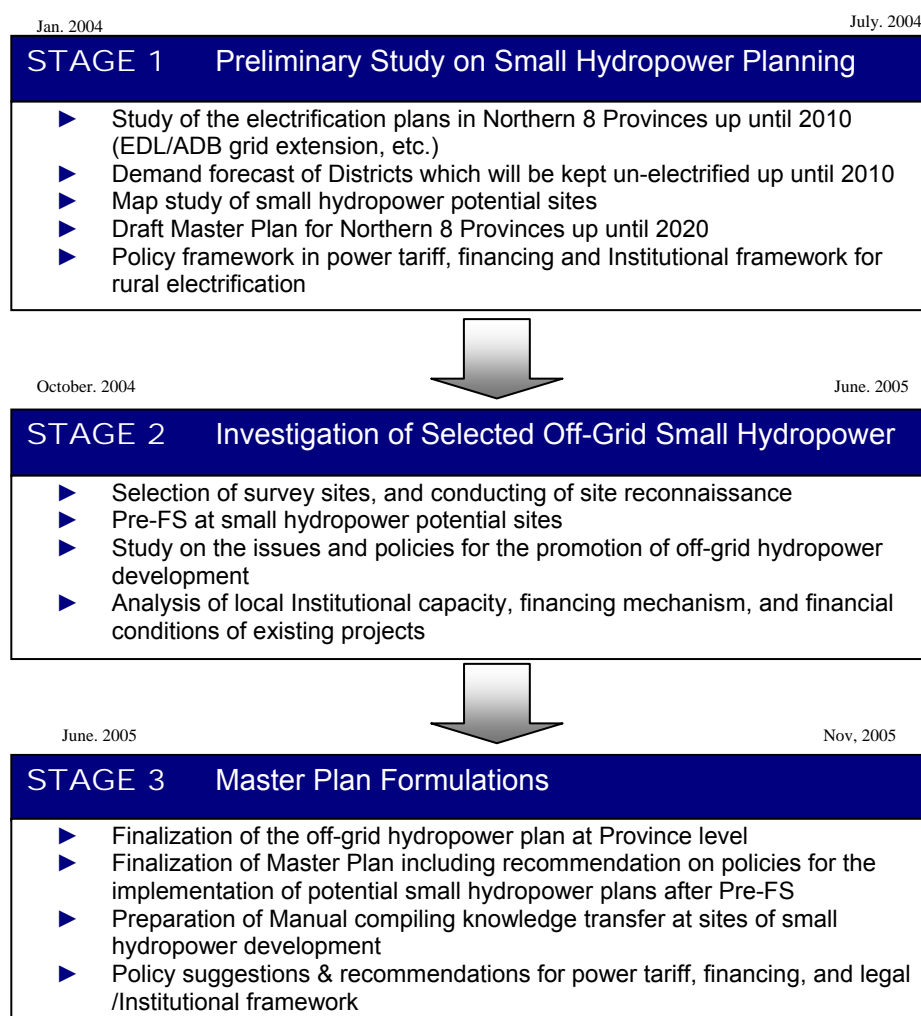 Jan. 2004 July. 2004
STAGE 1 Preliminary Study on Small Hydropower Planning
► Study of the electrification plans in Northern 8 Provinces up until 2010
(EDL/ADB grid extension, etc.)
► Demand forecast of Districts which will be kept un-electrified up until 2010
► Map study of small hydropower potential sites
► Draft Master Plan for Northern 8 Provinces up until 2020
► Policy framework in power tariff, financing and Institutional framework for
rural electrification
October. 2004 June. 2005
STAGE 2 Investigation of Selected Off-Grid Small Hydropower
► Selection of survey sites, and conducting of site reconnaissance
► Pre-FS at small hydropower potential sites
► Study on the issues and policies for the promotion of off-grid hydropower
development
► Analysis of local Institutional capacity, financing mechanism, and financial
conditions of existing projects
June. 2005 Nov, 2005
STAGE 3 Master Plan Formulations
► Finalization of the off-grid hydropower plan at Province level
► Finalization of Master Plan including recommendation on policies for the
implementation of potential small hydropower plans after Pre-FS
► Preparation of Manual compiling knowledge transfer at sites of small
hydropower development
► Policy suggestions & recommendations for power tariff, financing, and legal
/Institutional framework